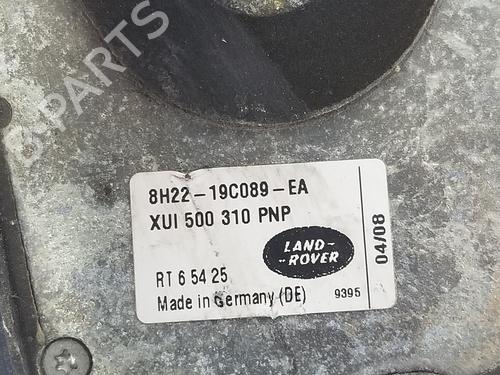 B-PARTS
8H22-19C089-EA
XUI 500 310 PNP
LAND-
-ROVER
04/08
RT 6 54 25
Made in Germany (DE)
9395